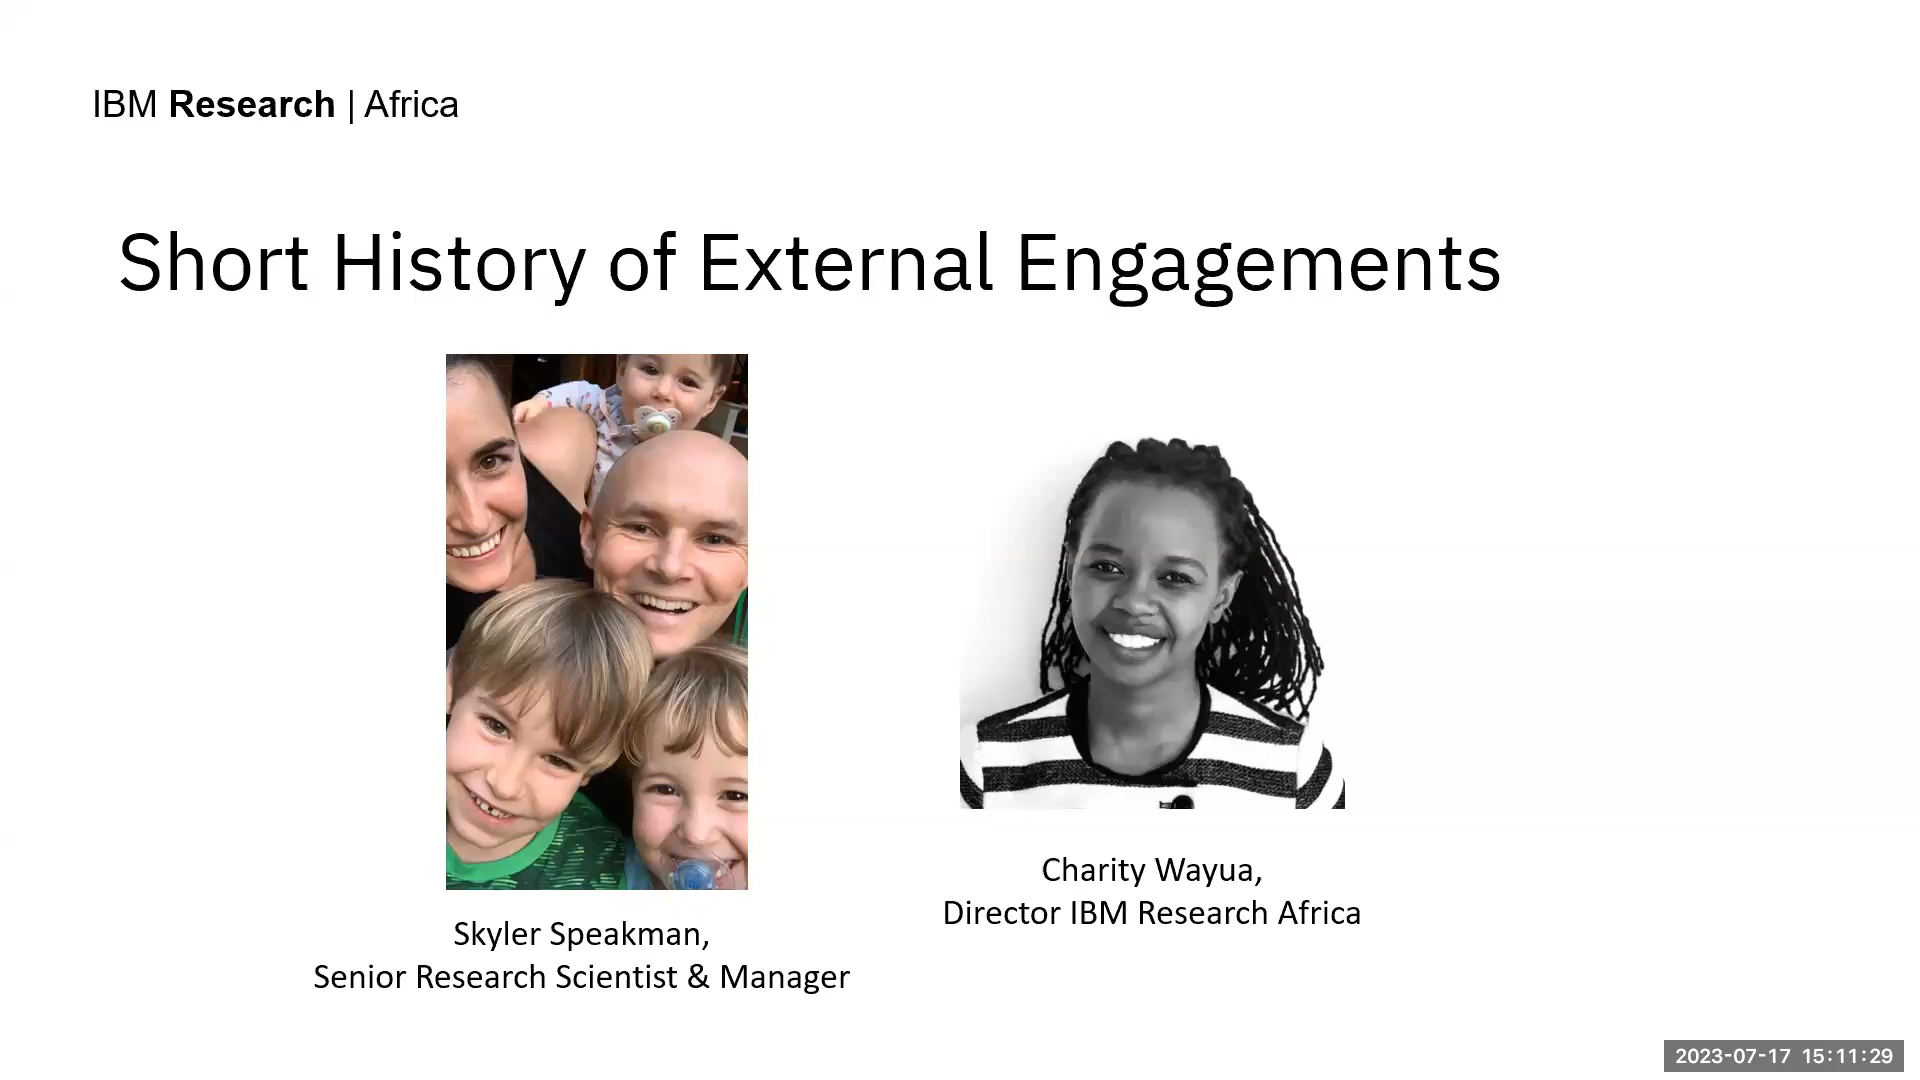 IBM Research | Africa
Short History of External Engagements
Skyler Speakman,
Senior Research Scientist & Manager
Charity Wayua,
Director IBM Research Africa
2023-07-17 15:11:29